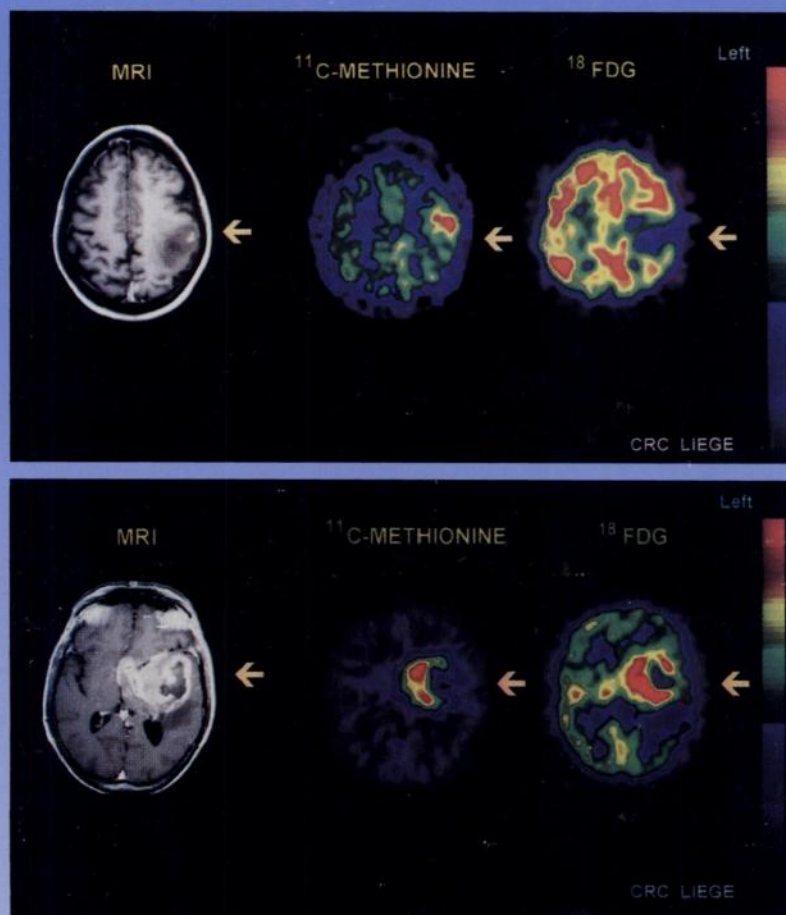 Left
MRI
¹¹C-METHIONINE
¹⁸FDG
CRC LIEGE
Left
MRI
¹¹C-METHIONINE
¹⁸FDG
CRC LIEGE